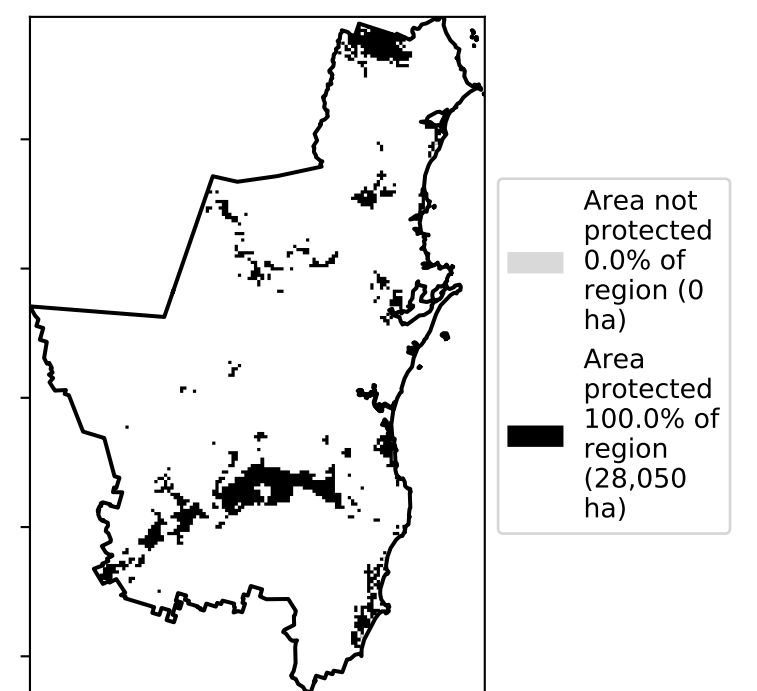 Area not
protected
0.0% of
region (0
ha)
Area
protected
100.0% of
region
(28,050
ha)